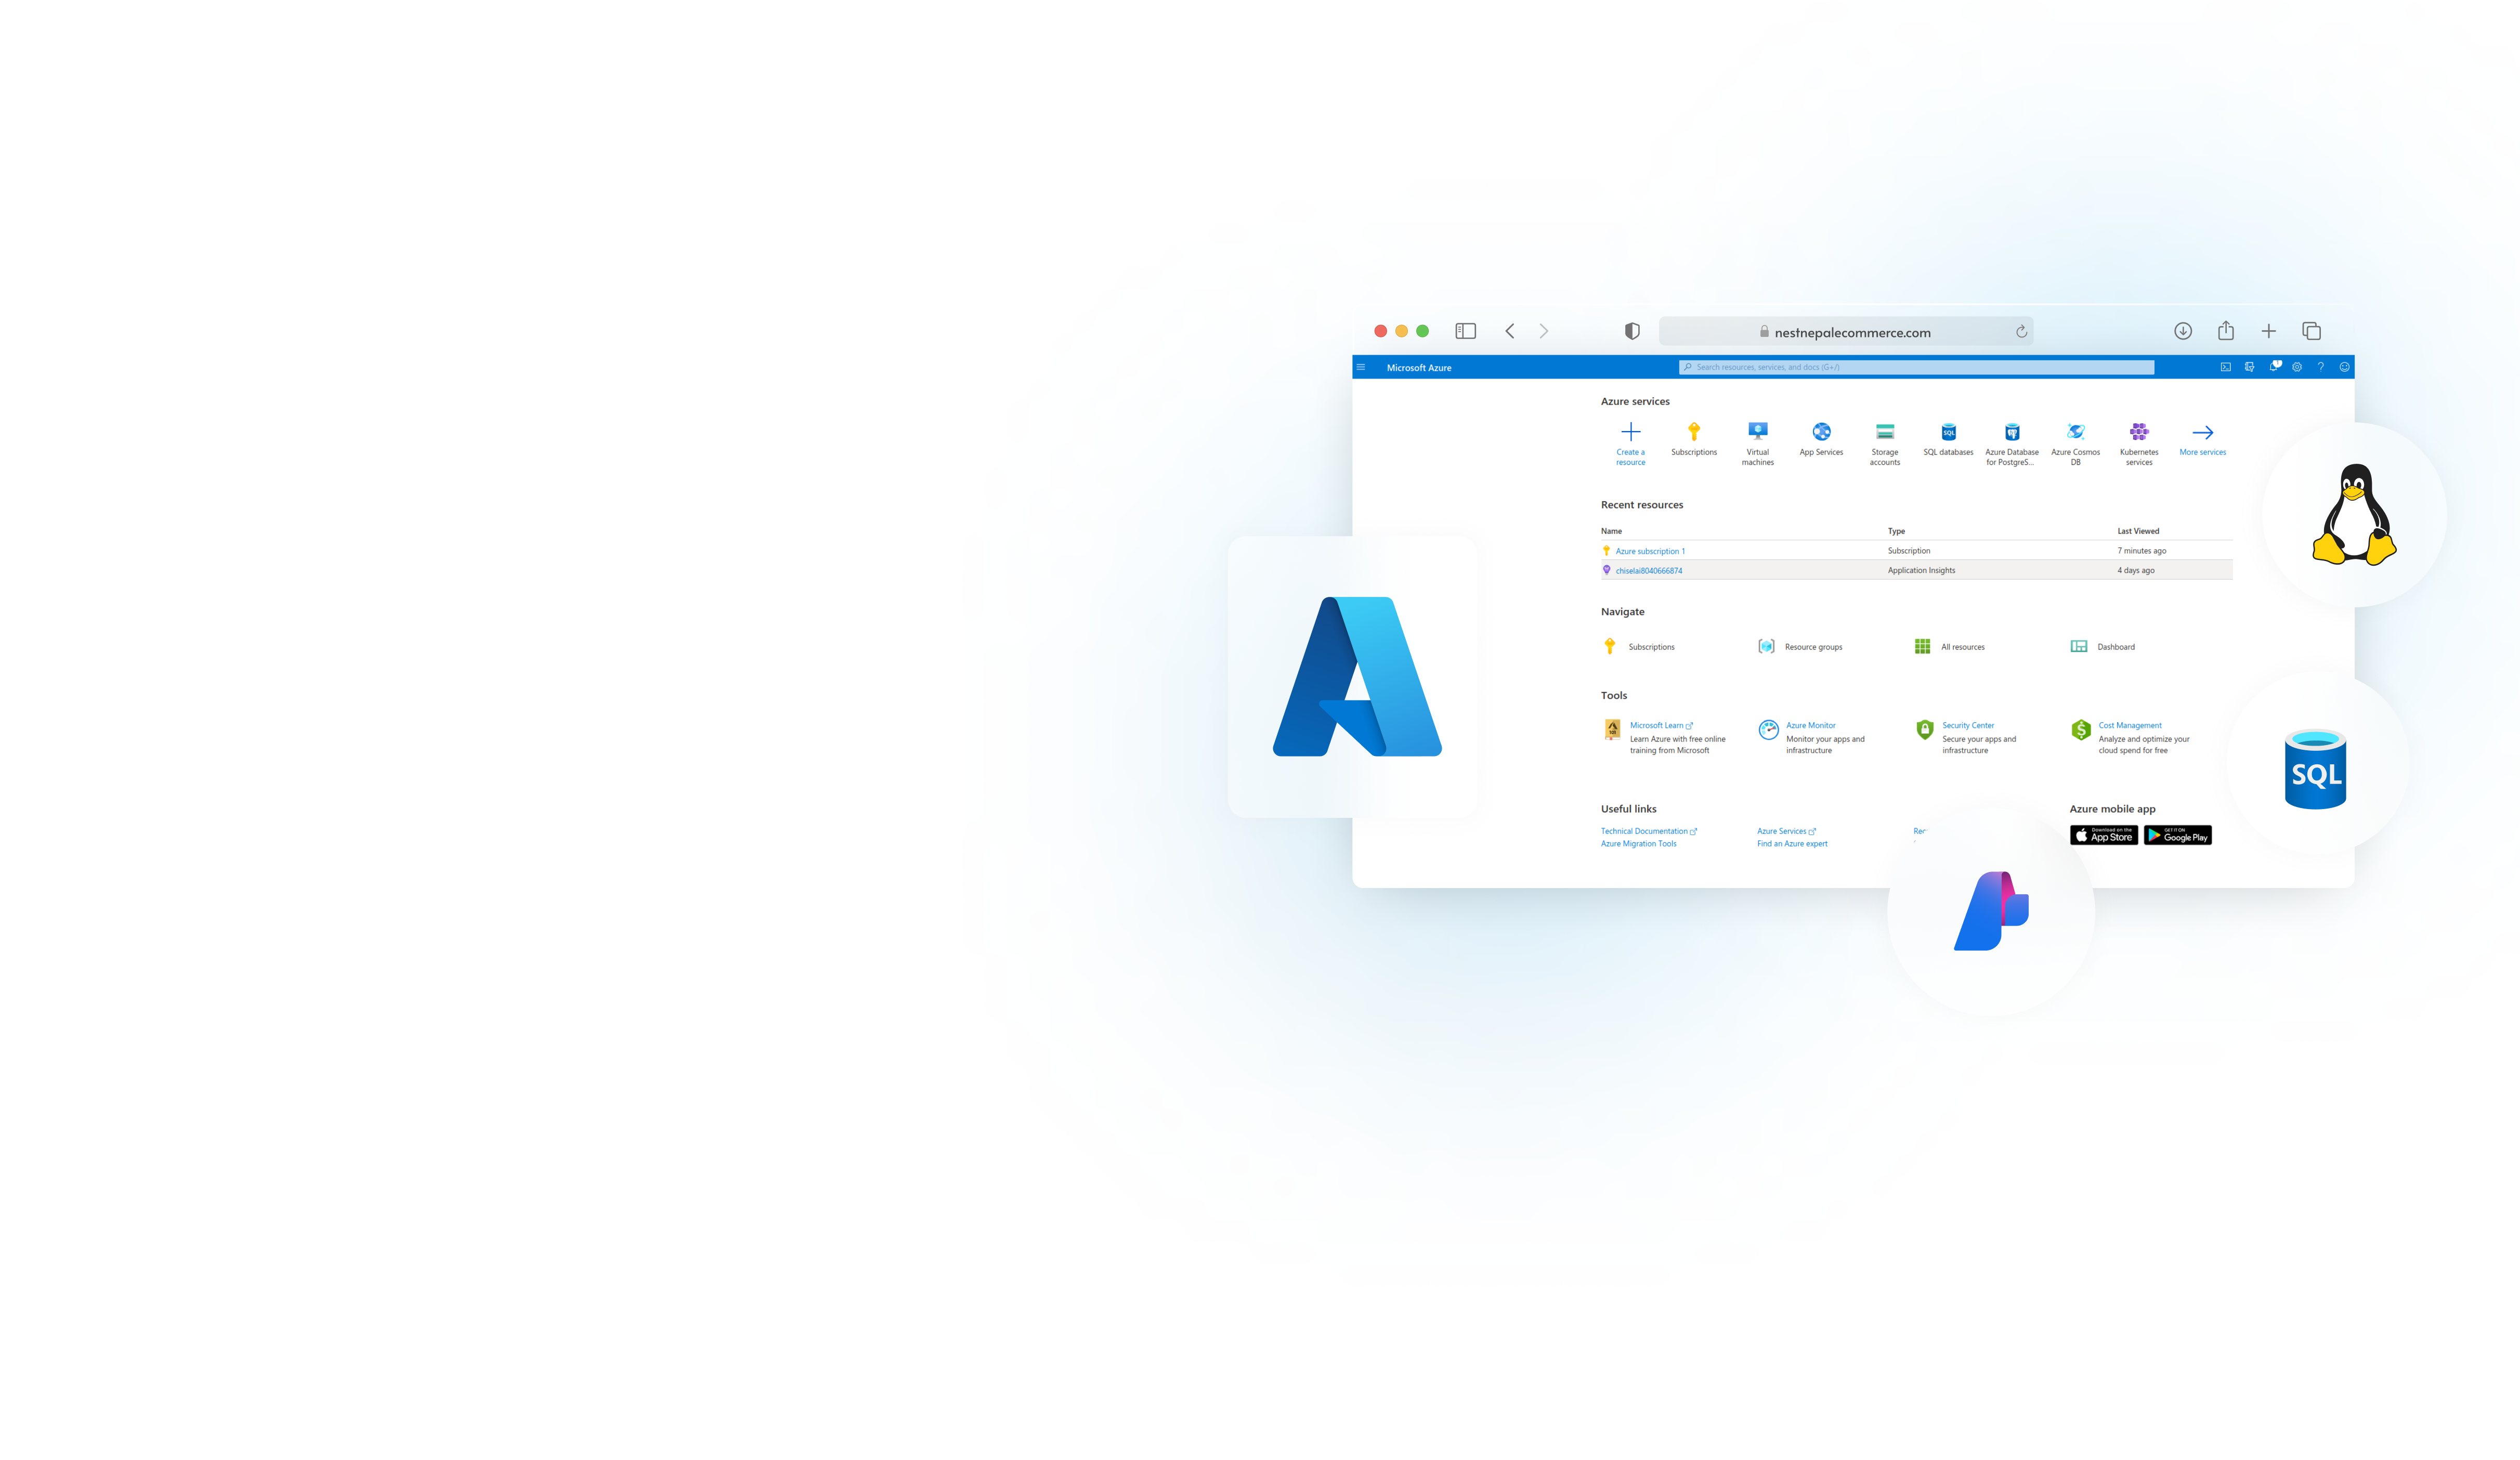 nestnepalecommerce.com
Microsoft Azure
Search resources, services, and docs (G+/)
Azure services
Create a resource
Subscriptions
Virtual machines
App Services
Storage accounts
SQL databases
Azure Database for PostgreS...
Azure Cosmos DB
Kubernetes services
More services
Recent resources
Name Type Last Viewed
Azure subscription 1 Subscription 7 minutes ago
chiselai8040666874 Application Insights 4 days ago
Navigate
Subscriptions Resource groups All resources Dashboard
Tools
Microsoft Learn
Learn Azure with free online
training from Microsoft
Azure Monitor
Monitor your apps and
infrastructure
Security Center
Secure your apps and
infrastructure
Cost Management
Analyze and optimize your
cloud spend for free
Useful links
Technical Documentation
Azure Migration Tools
Azure Services
Find an Azure expert
Azure mobile app
Download on the
App Store
GET IT ON
Google Play
SQL